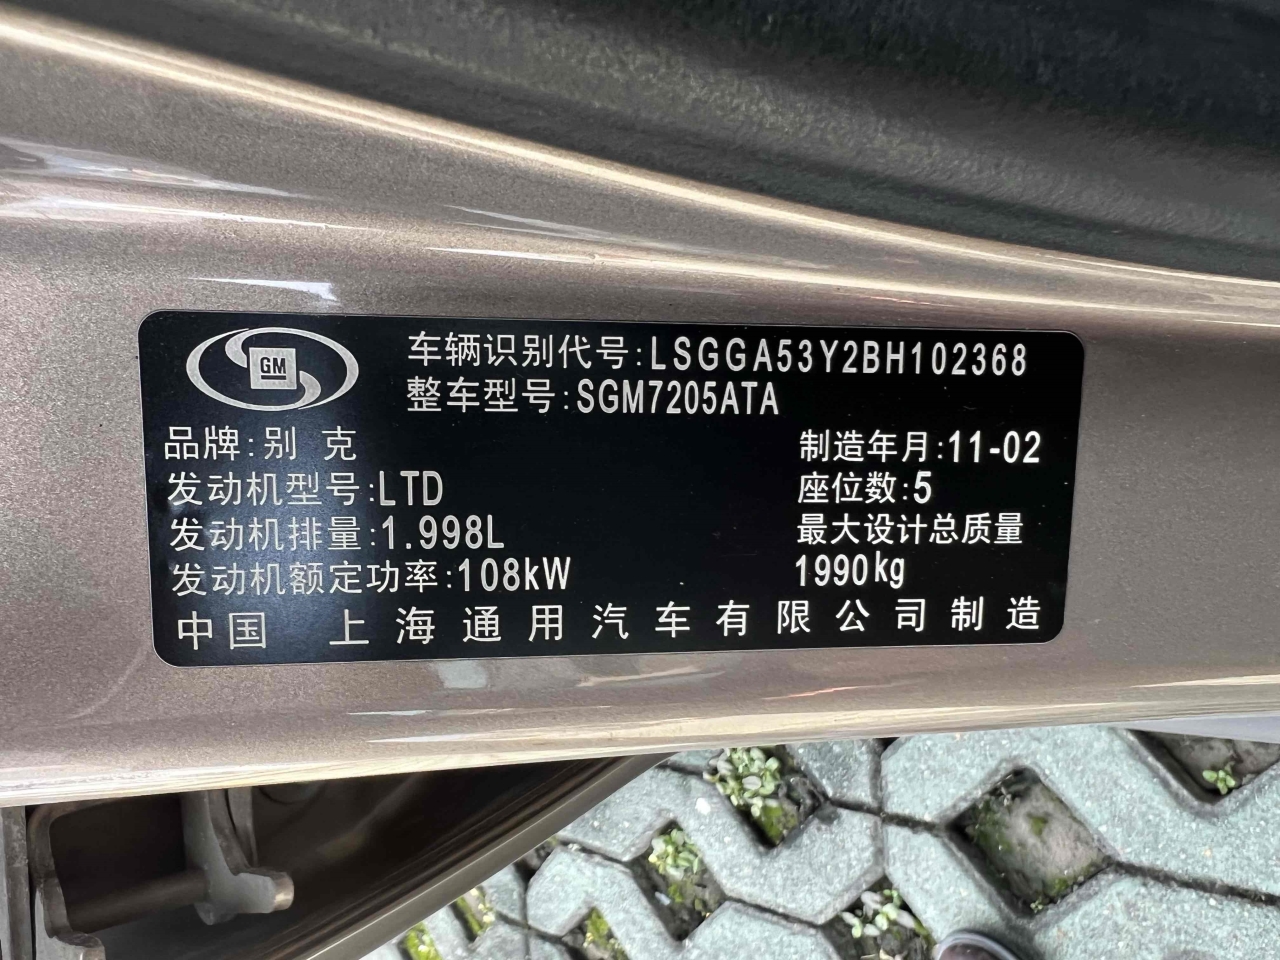 GM
车辆识别代号:LSGGA53Y2BH102368
整车型号:SGM7205ATA
品牌:别 克
制造年月:11-02
发动机型号:LTD
座位数:5
发动机排量:1.998L
最大设计总质量
发动机额定功率:108kW
1990kg
中国 上海通用汽车有限公司制造